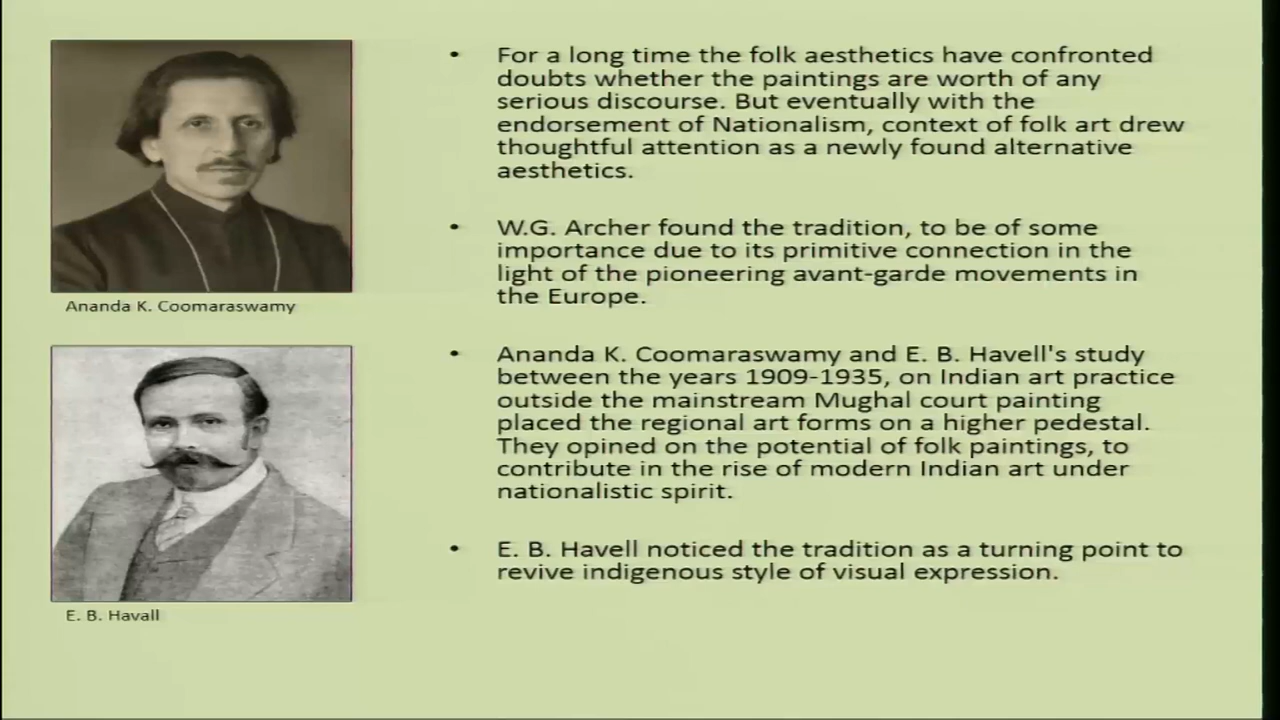 • For a long time the folk aesthetics have confronted
doubts whether the paintings are worth of any
serious discourse. But eventually with the
endorsement of Nationalism, context of folk art drew
thoughtful attention as a newly found alternative
aesthetics.
• W.G. Archer found the tradition, to be of some
importance due to its primitive connection in the
light of the pioneering avant-garde movements in
the Europe.
Ananda K. Coomaraswamy
• Ananda K. Coomaraswamy and E. B. Havell's study
between the years 1909-1935, on Indian art practice
outside the mainstream Mughal court painting
placed the regional art forms on a higher pedestal.
They opined on the potential of folk paintings, to
contribute in the rise of modern Indian art under
nationalistic spirit.
• E. B. Havell noticed the tradition as a turning point to
revive indigenous style of visual expression.
E. B. Havall